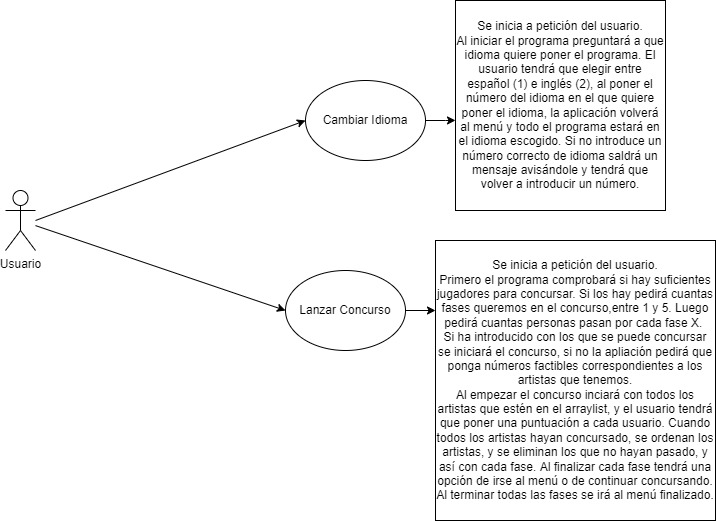 Se inicia a petición del usuario.
Al iniciar el programa preguntará a que
idioma quiere poner el programa. El
usuario tendrá que elegir entre
español (1) e inglés (2), al poner el
número del idioma en el que quiere
poner el idioma, la aplicación volverá
al menú y todo el programa estará en
el idioma escogido. Si no introduce un
número correcto de idioma saldrá un
mensaje avisándole y tendrá que
volver a introducir un número.
Cambiar Idioma
Usuario
Lanzar Concurso
Se inicia a petición del usuario.
Primero el programa comprobará si hay suficientes
jugadores para concursar. Si los hay pedirá cuantas
fases queremos en el concurso,entre 1 y 5. Luego
pedirá cuantas personas pasan por cada fase X.
Si ha introducido con los que se puede concursar
se iniciará el concurso, si no la apliación pedirá que
ponga números factibles correspondientes a los
artistas que tenemos.
Al empezar el concurso inciará con todos los
artistas que estén en el arraylist, y el usuario tendrá
que poner una puntuación a cada usuario. Cuando
todos los artistas hayan concursado, se ordenan los
artistas, y se eliminan los que no hayan pasado, y
así con cada fase. Al finalizar cada fase tendrá una
opción de irse al menú o de continuar concursando.
Al terminar todas las fases se irá al menú finalizado.